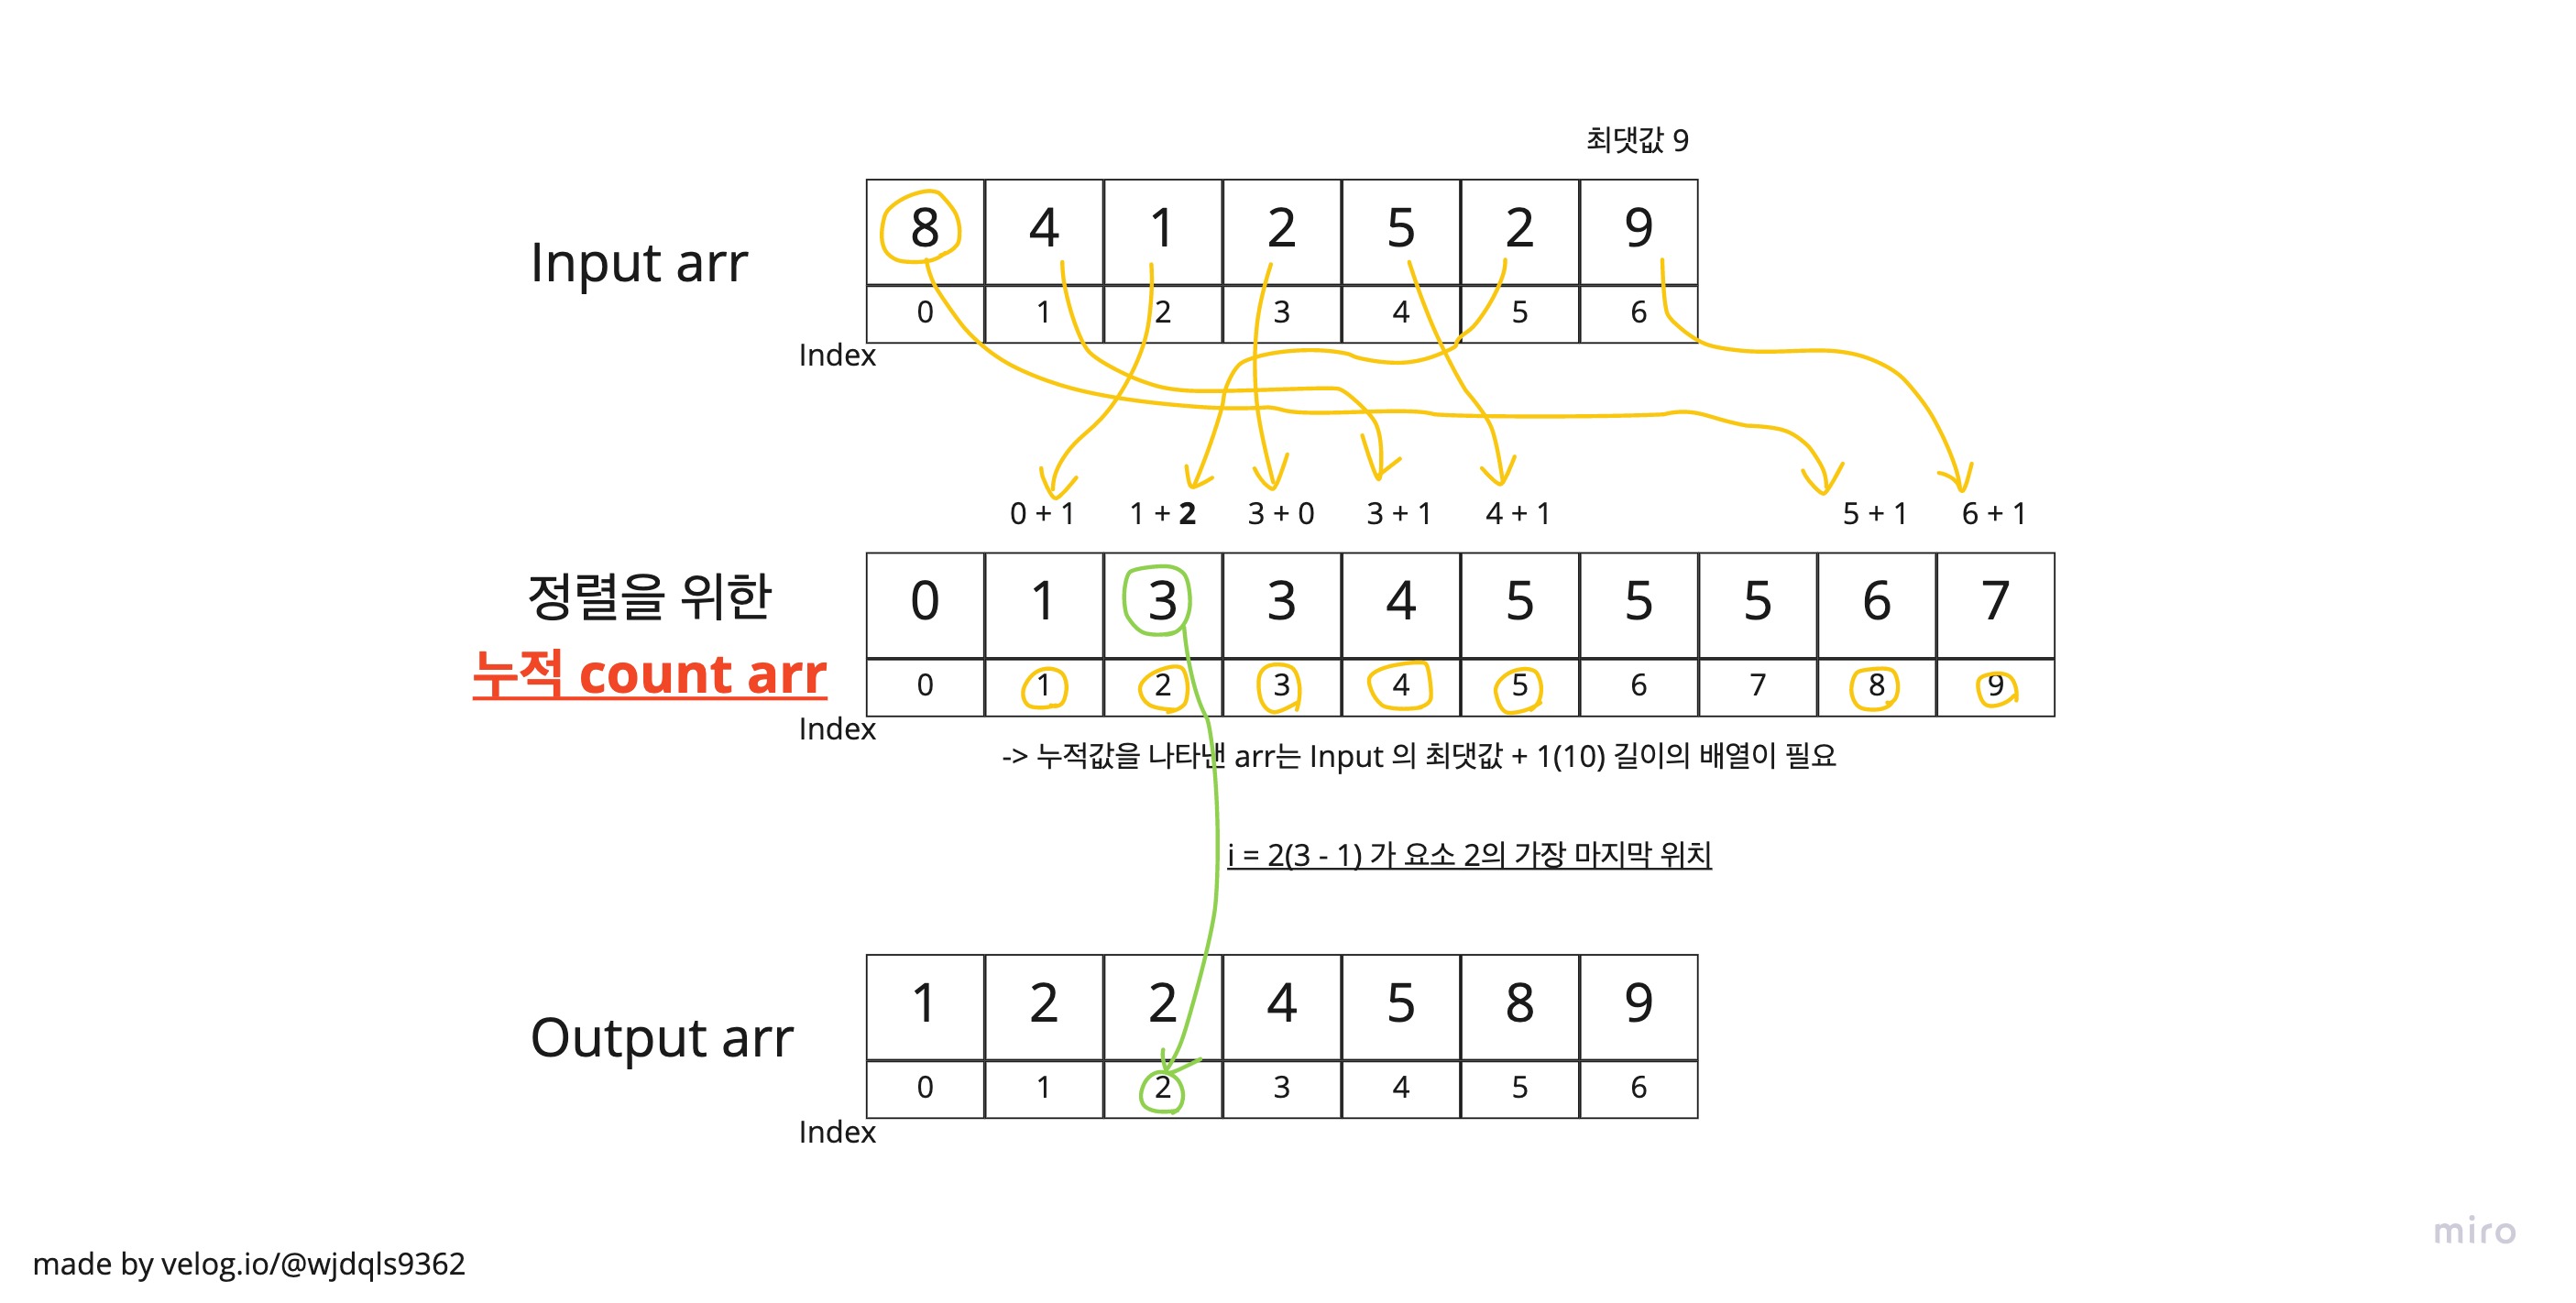 최댓값 9
Input arr
8 4 1 2 5 2 9
0 1 2 3 4 5 6
Index
0 + 1 1 + 2 3 + 0 3 + 1 4 + 1 5 + 1 6 + 1
정렬을 위한
누적 count arr
0 1 3 3 4 5 5 5 6 7
0 1 2 3 4 5 6 7 8 9
Index
-> 누적값을 나타낸 arr는 Input 의 최댓값 + 1(10) 길이의 배열이 필요
i = 2(3 - 1) 가 요소 2의 가장 마지막 위치
Output arr
1 2 2 4 5 8 9
0 1 2 3 4 5 6
Index
miro
made by velog.io/@wjdqls9362